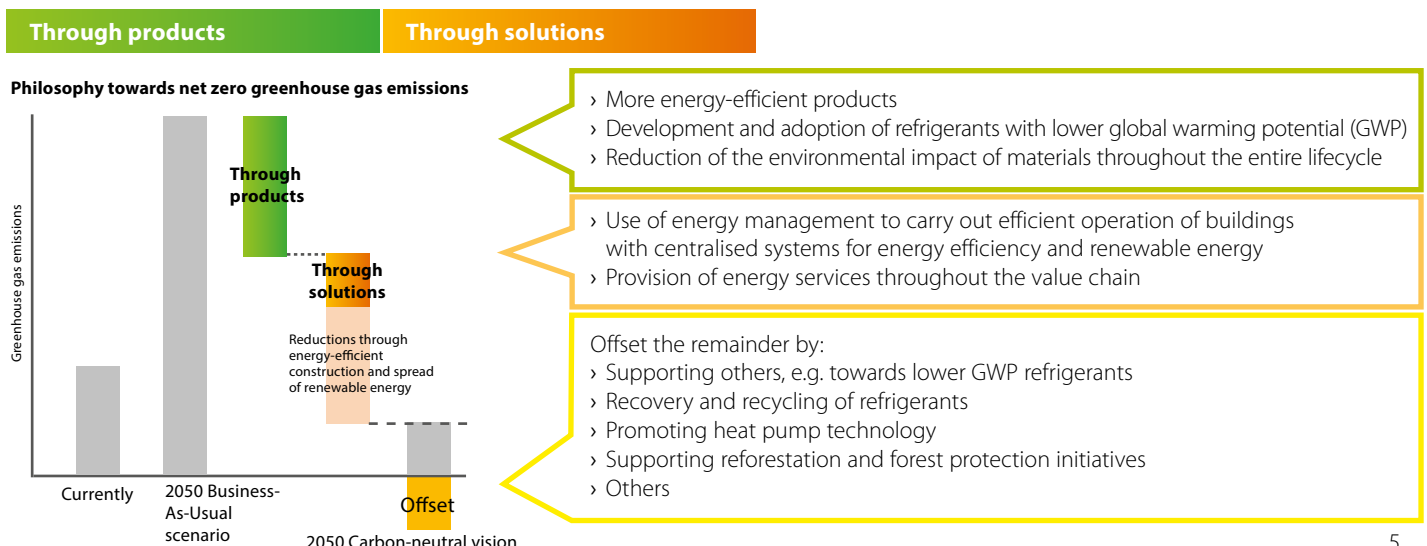 Through products
Through solutions
Philosophy towards net zero greenhouse gas emissions
Greenhouse gas emissions
Through
products
Through
solutions
Reductions through
energy-efficient
construction and spread
of renewable energy
Currently
2050 Business-
As-Usual
scenario
Offset
2050 Carbon-neutral vision
› More energy-efficient products
› Development and adoption of refrigerants with lower global warming potential (GWP)
› Reduction of the environmental impact of materials throughout the entire lifecycle
› Use of energy management to carry out efficient operation of buildings
with centralised systems for energy efficiency and renewable energy
› Provision of energy services throughout the value chain
Offset the remainder by:
› Supporting others, e.g. towards lower GWP refrigerants
› Recovery and recycling of refrigerants
› Promoting heat pump technology
› Supporting reforestation and forest protection initiatives
› Others
5